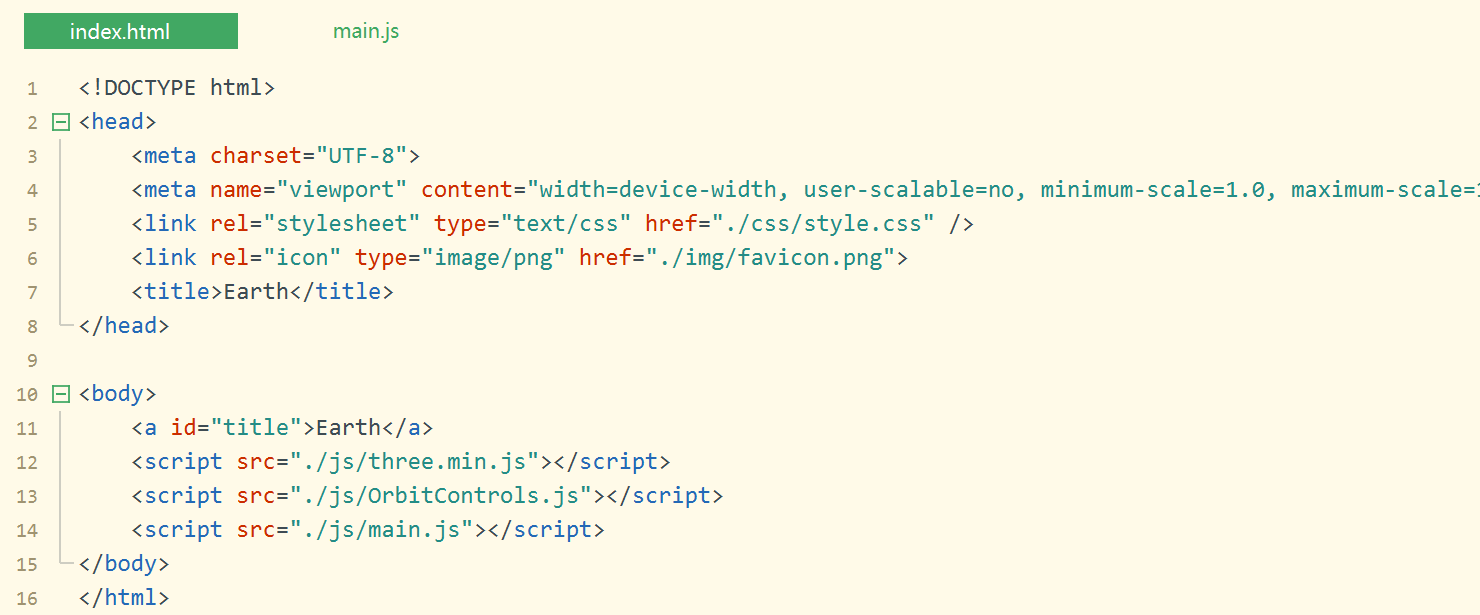 index.html main.js
1 <!DOCTYPE html>
2 <head>
3 <meta charset="UTF-8">
4 <meta name="viewport" content="width=device-width, user-scalable=no, minimum-scale=1.0, maximum-scale=
5 <link rel="stylesheet" type="text/css" href="./css/style.css" />
6 <link rel="icon" type="image/png" href="./img/favicon.png">
7 <title>Earth</title>
8 </head>
9
10 <body>
11 <a id="title">Earth</a>
12 <script src="./js/three.min.js"></script>
13 <script src="./js/OrbitControls.js"></script>
14 <script src="./js/main.js"></script>
15 </body>
16 </html>